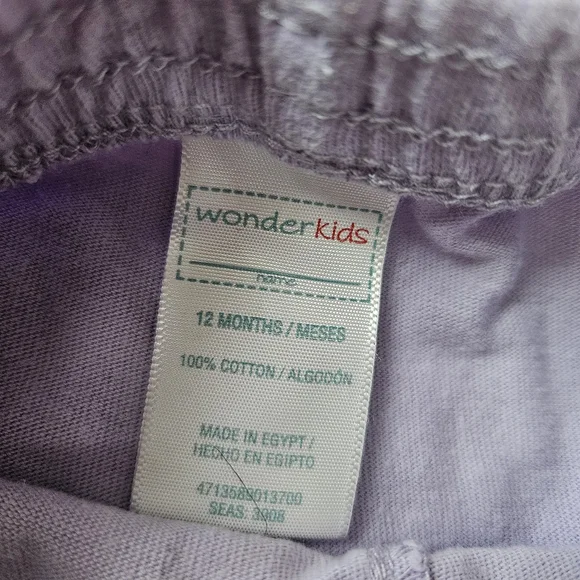 wonderkids
name
12 MONTHS / MESES
100% COTTON / ALGODÓN
MADE IN EGYPT /
HECHO EN EGIPTO
4713589013700
SEAS: 3908